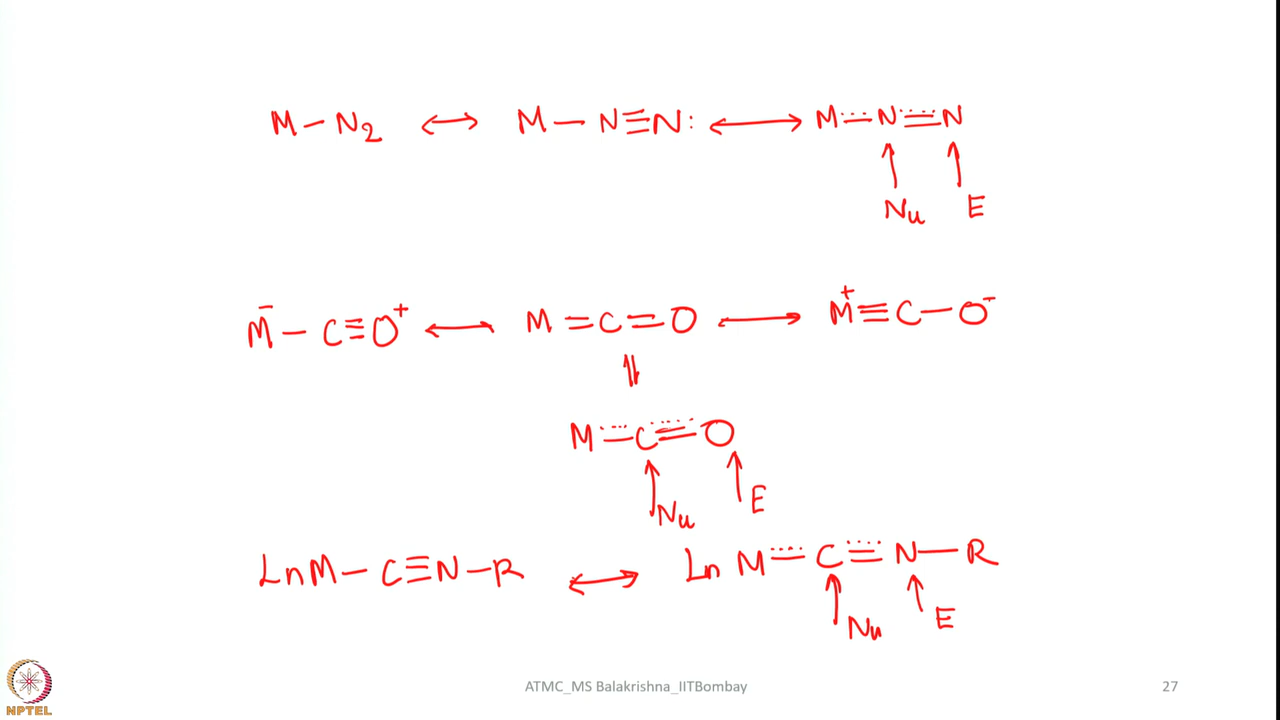 M – N₂ ↔ M – N≡N: ↔ M ⋯– N ⋯= N
Nu E
M⁻ – C≡O⁺ ↔ M = C = O → M⁺ ≡ C – O⁻
⇌
M ⋯– C ⋯= O
Nu E
LnM – C≡N – R ↔ Ln M ⋯– C ⋯= N – R
Nu E
NPTEL
ATMC_MS Balakrishna_IITBombay 27